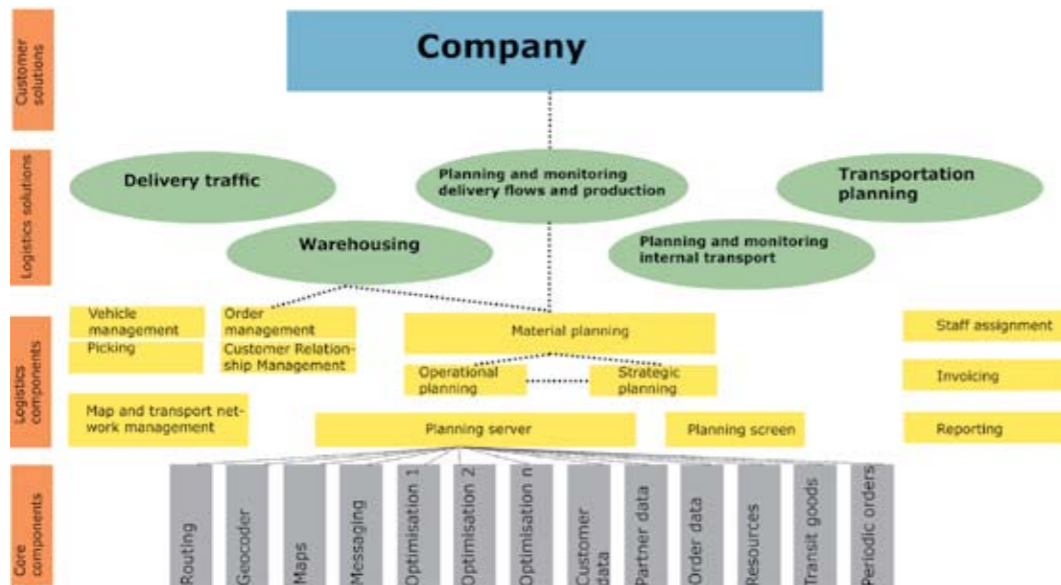 Customer
solutions
Company
Logistics solutions
Delivery traffic
Planning and monitoring
delivery flows and production
Transportation
planning
Warehousing
Planning and monitoring
internal transport
Logistics
components
Vehicle
management
Order
management
Material planning
Staff assignment
Picking
Customer Relation-
ship Management
Operational
planning
Strategic
planning
Invoicing
Map and transport net-
work management
Planning server
Planning screen
Reporting
Core
components
Routing
Geocoder
Maps
Messaging
Optimisation 1
Optimisation 2
Optimisation n
Customer
data
Partner data
Order data
Resources
Transit goods
Periodic orders